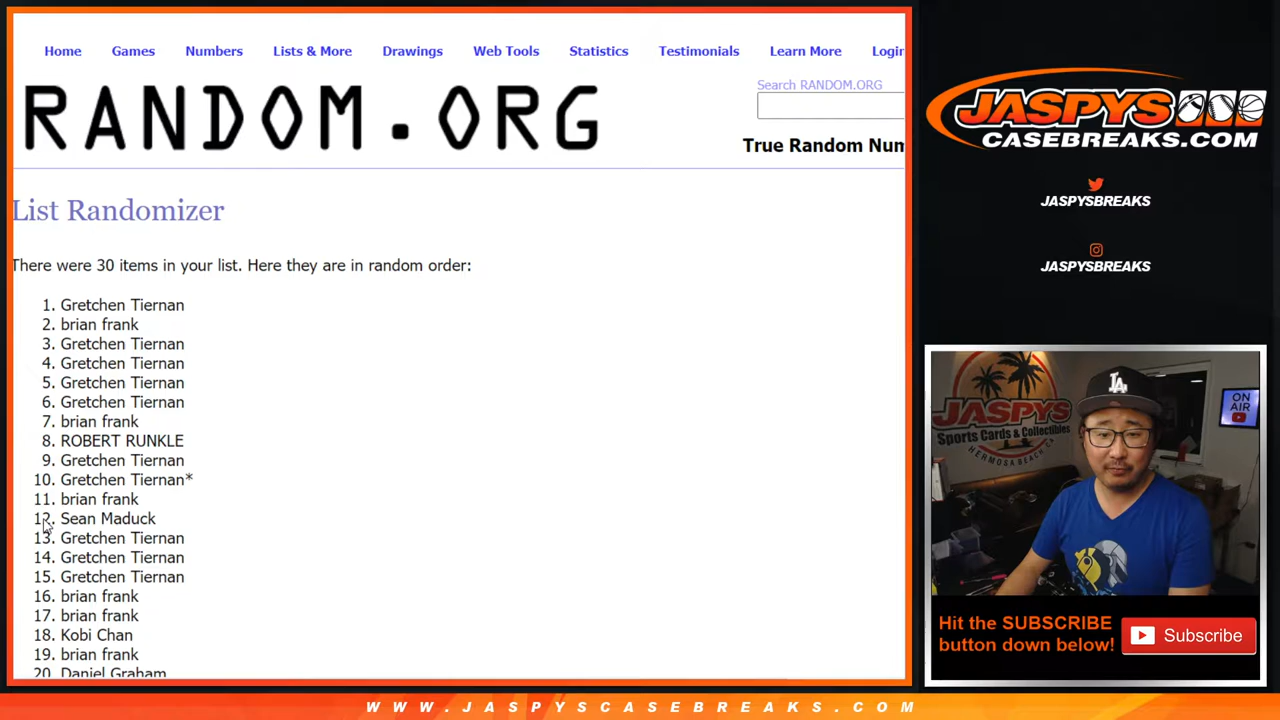 Home Games Numbers Lists & More Drawings Web Tools Statistics Testimonials Learn More Login
RANDOM.ORG
Search RANDOM.ORG
True Random Num
List Randomizer
There were 30 items in your list. Here they are in random order:
1. Gretchen Tiernan
2. brian frank
3. Gretchen Tiernan
4. Gretchen Tiernan
5. Gretchen Tiernan
6. Gretchen Tiernan
7. brian frank
8. ROBERT RUNKLE
9. Gretchen Tiernan
10. Gretchen Tiernan*
11. brian frank
12. Sean Maduck
13. Gretchen Tiernan
14. Gretchen Tiernan
15. Gretchen Tiernan
16. brian frank
17. brian frank
18. Kobi Chan
19. brian frank
20. Daniel Graham
JASPYS
CASEBREAKS.COM
JASPYSBREAKS
JASPYSBREAKS
JASPYS
Sports Cards & Collectibles
HERMOSA BEACH CA
LA
ON
AIR
Hit the SUBSCRIBE
button down below!
Subscribe
WWW.JASPYSCASEBREAKS.COM